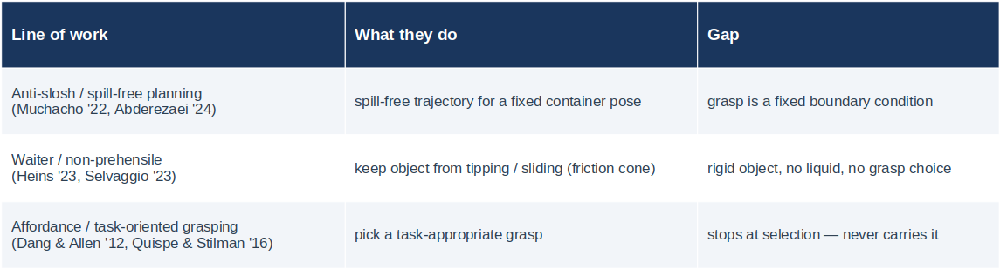 Line of work
What they do
Gap
Anti-slosh / spill-free planning
(Muchacho '22, Abderezaei '24)
spill-free trajectory for a fixed container pose
grasp is a fixed boundary condition
Waiter / non-prehensile
(Heins '23, Selvaggio '23)
keep object from tipping / sliding (friction cone)
rigid object, no liquid, no grasp choice
Affordance / task-oriented grasping
(Dang & Allen '12, Quispe & Stilman '16)
pick a task-appropriate grasp
stops at selection — never carries it